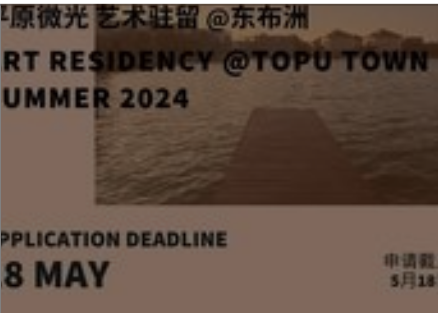 原微光 艺术驻留 @东布洲
RT RESIDENCY @TOPU TOWN
UMMER 2024
PPLICATION DEADLINE
8 MAY
申请截
5月18